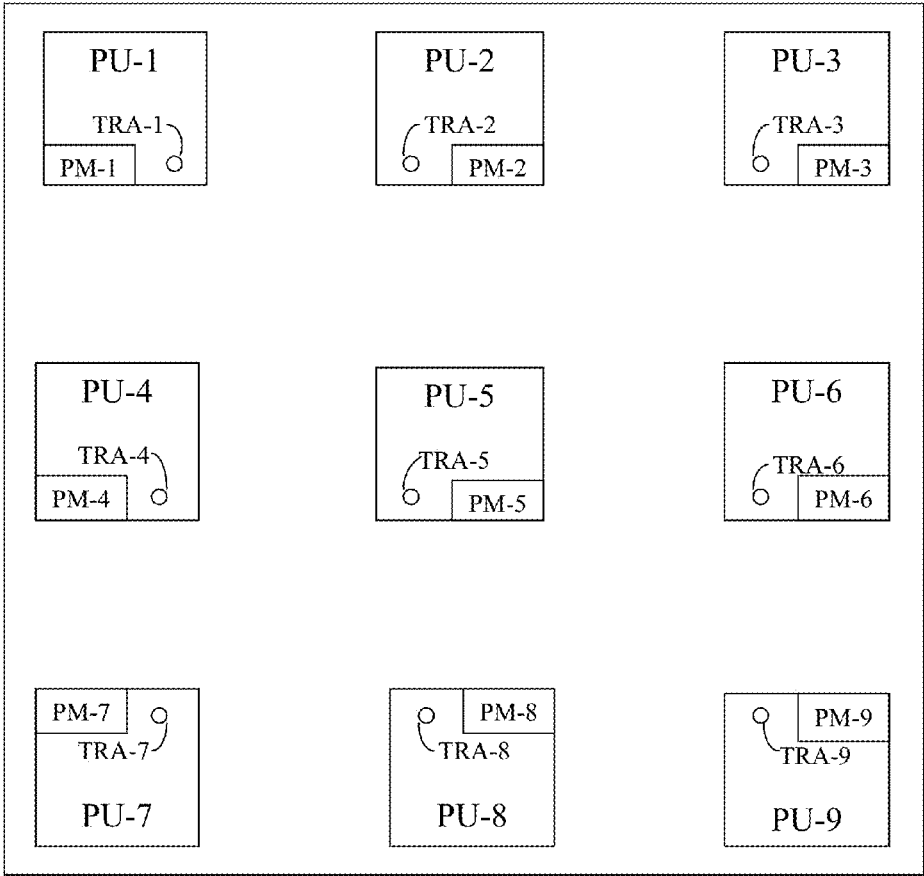 PU-1
TRA-1
PM-1
PU-2
TRA-2
PM-2
PU-3
TRA-3
PM-3
PU-4
TRA-4
PM-4
PU-5
TRA-5
PM-5
PU-6
TRA-6
PM-6
PM-7
TRA-7
PU-7
PM-8
TRA-8
PU-8
PM-9
TRA-9
PU-9